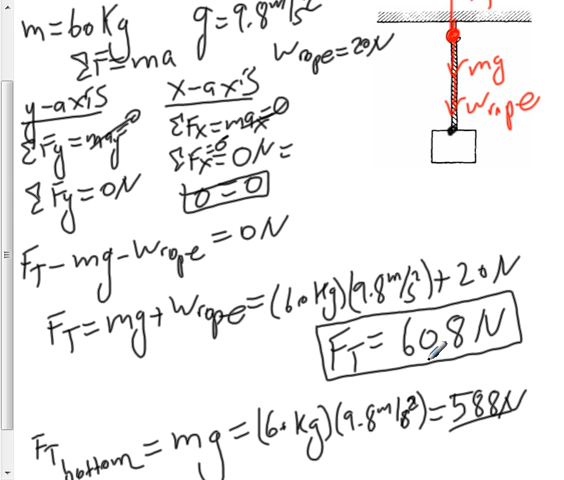 m=60Kg g=9.8m/s²
ΣF=ma Wrope=20N
y-axis x-axis
ΣFy=may 0 ΣFx=max=0
ΣFx=0N=
ΣFy=0N 0=0
mg
Wrope
FT-mg-Wrope=0N
FT=mg+Wrope=(60Kg)(9.8m/s²)+20N
FT=608N
FT bottom=mg=(60Kg)(9.8m/s²)=588N